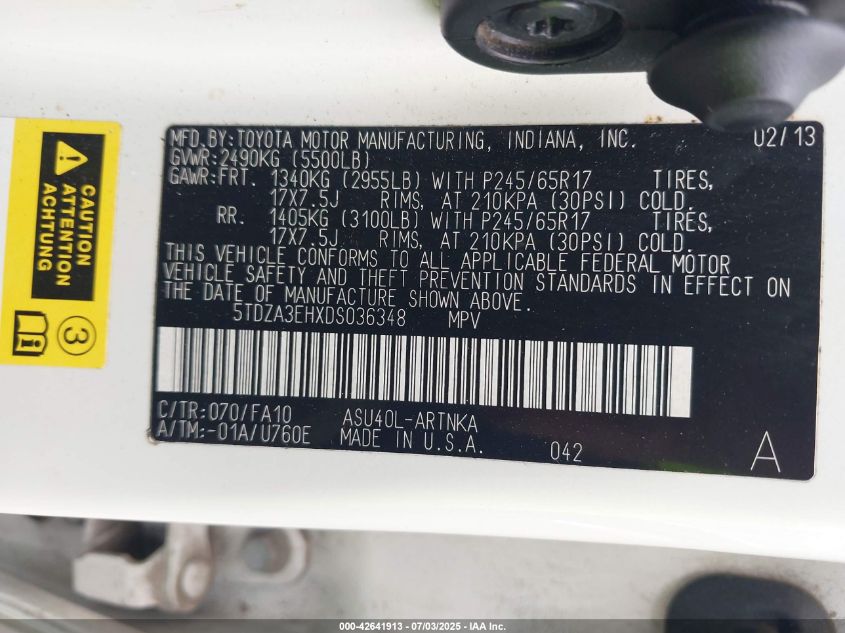 MFD.BY:TOYOTA MOTOR MANUFACTURING, INDIANA, INC. 02/13
GVWR:2490KG (5500LB)
GAWR:FRT. 1340KG (2955LB) WITH P245/65R17 TIRES,
17X7.5J RIMS, AT 210KPA (30PSI) COLD.
RR. 1405KG (3100LB) WITH P245/65R17 TIRES,
17X7.5J RIMS, AT 210KPA (30PSI) COLD.
THIS VEHICLE CONFORMS TO ALL APPLICABLE FEDERAL MOTOR
VEHICLE SAFETY AND THEFT PREVENTION STANDARDS IN EFFECT ON
THE DATE OF MANUFACTURE SHOWN ABOVE.
5TDZA3EHXDS036348 MPV
C/TR:070/FA10 ASU40L-ARTNKA
A/TM:-01A/U760E MADE IN U.S.A. 042 A
CAUTION
ATTENTION
ACHTUNG
3
000-42641913 - 07/03/2025 - IAA Inc.